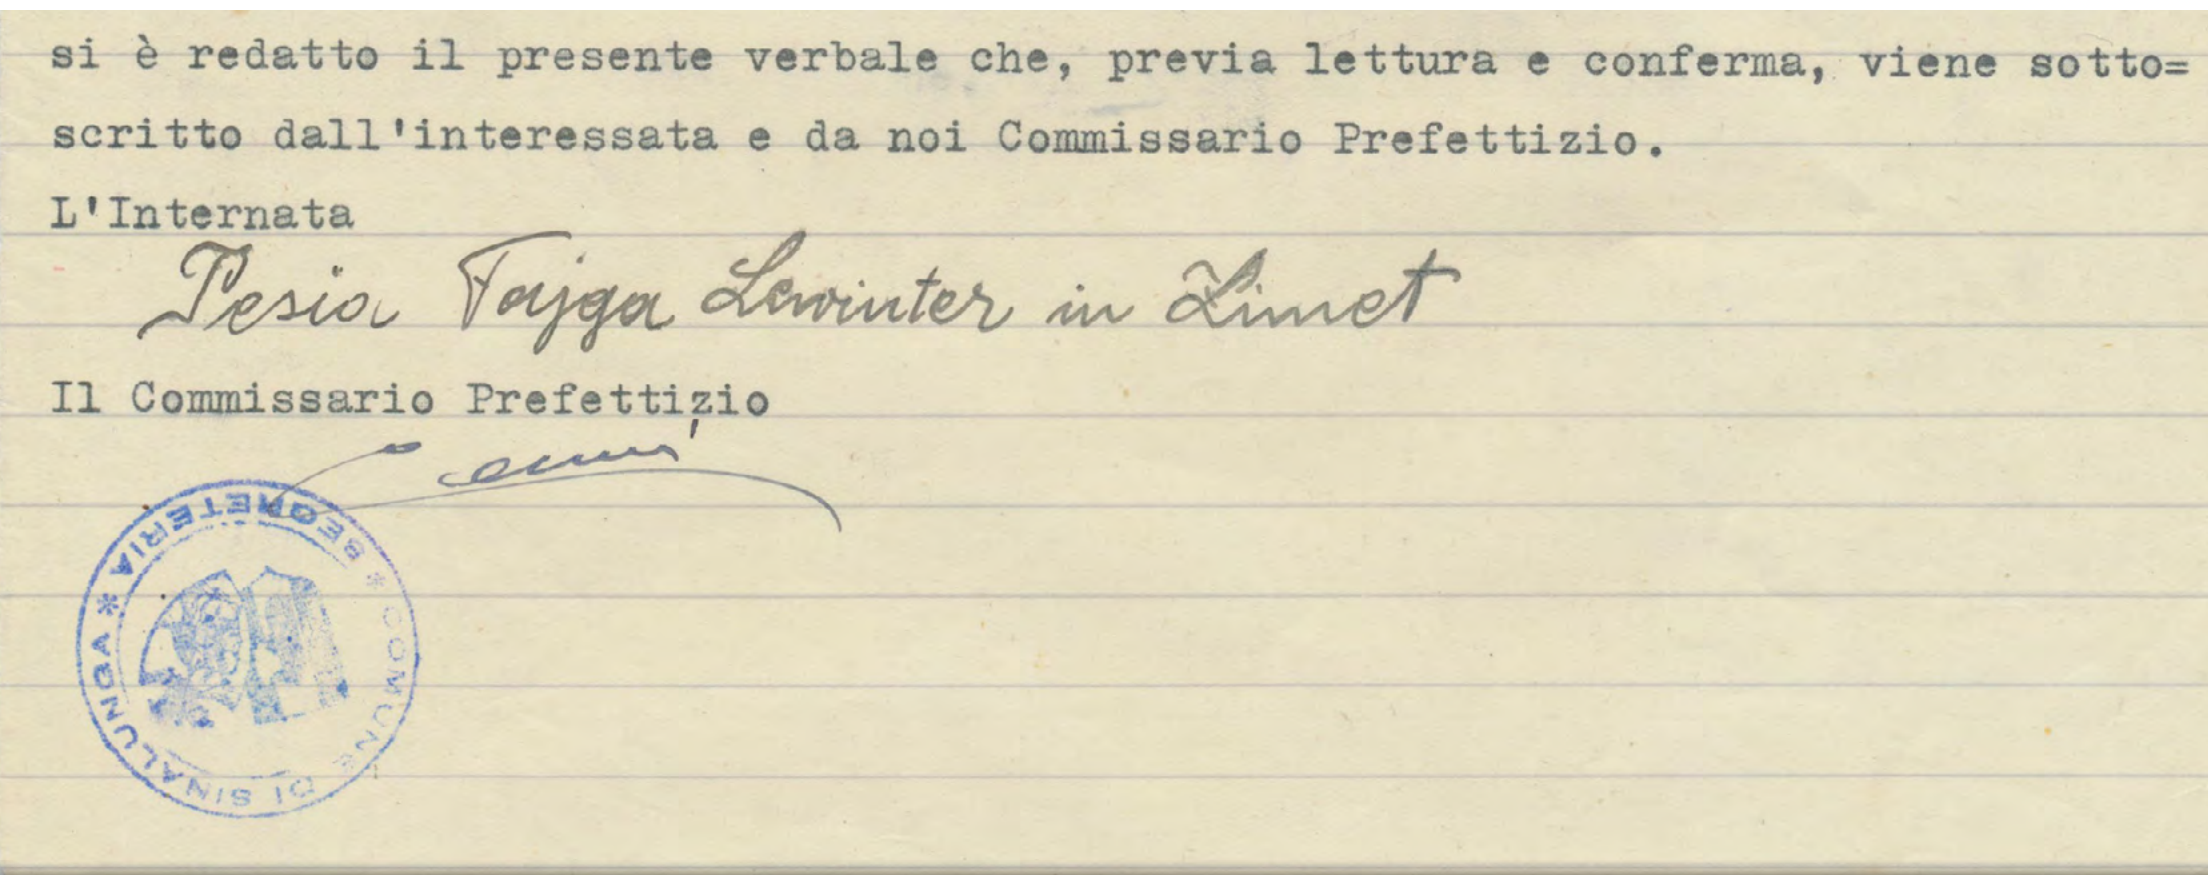 si è redatto il presente verbale che, previa lettura e conferma, viene sotto=
scritto dall'interessata e da noi Commissario Prefettizio.
L'Internata
Pesia Fajga Lewinter in Limet
Il Commissario Prefettizio
SEGRETERIA * COMUNE DI SINALUNGA *